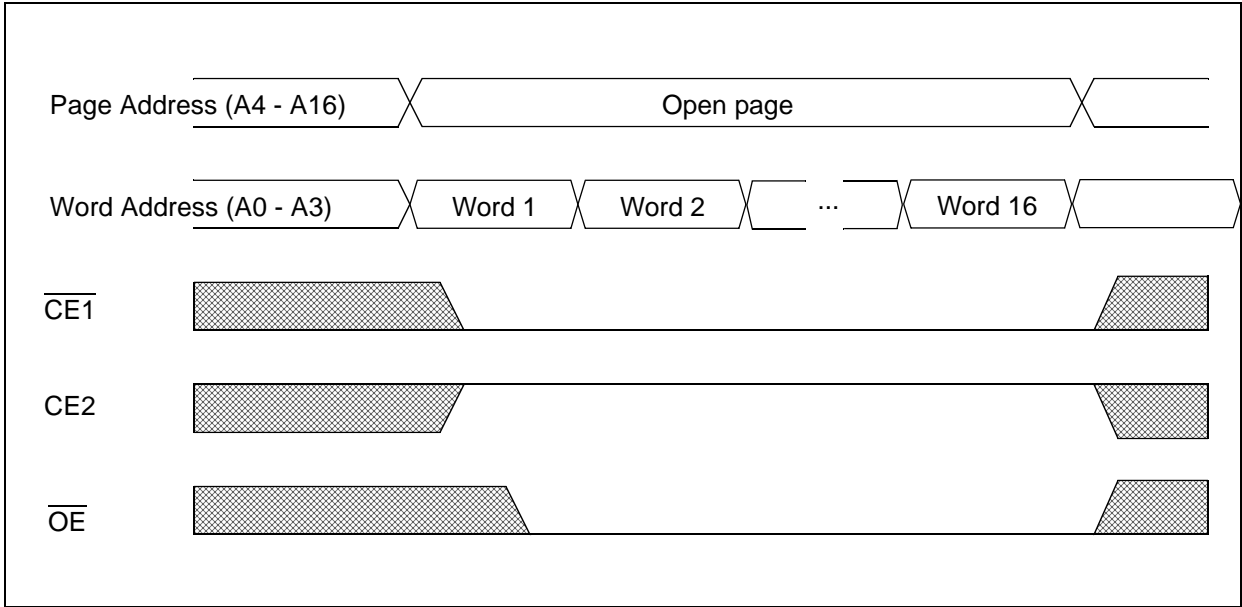 Page Address (A4 - A16)
Open page
Word Address (A0 - A3)
Word 1
Word 2
...
Word 16
CE1
CE2
OE